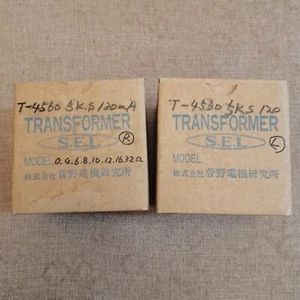 T-4560 5K.S 120mA
TRANSFORMER
S.E.L
R
MODEL 0.4.6.8.10.12.16.32Ω
株式会社 菅野電機研究所
T-4560 5K.S 120
TRANSFORMER
S.E.L
L
MODEL
株式会社 菅野電機研究所